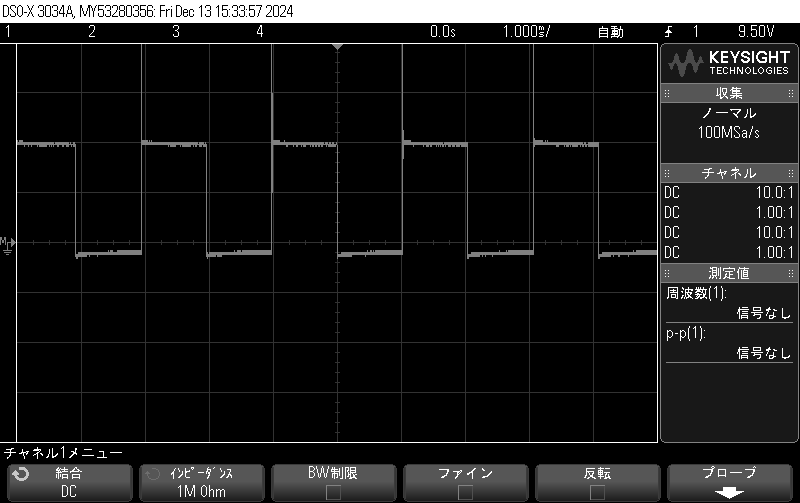 DSO-X 3034A, MY53280356: Fri Dec 13 15:33:57 2024
1 2 3 4 0.0s 1.000㎳/ 自動 1 9.50V
KEYSIGHT
TECHNOLOGIES
収集
ノーマル
100MSa/s
チャネル
DC 10.0:1
DC 1.00:1
DC 10.0:1
DC 1.00:1
測定値
周波数(1):
信号なし
p-p(1):
信号なし
M
チャネル1メニュー
結合
DC
インピーダンス
1M Ohm
BW制限
ファイン
反転
プローブ